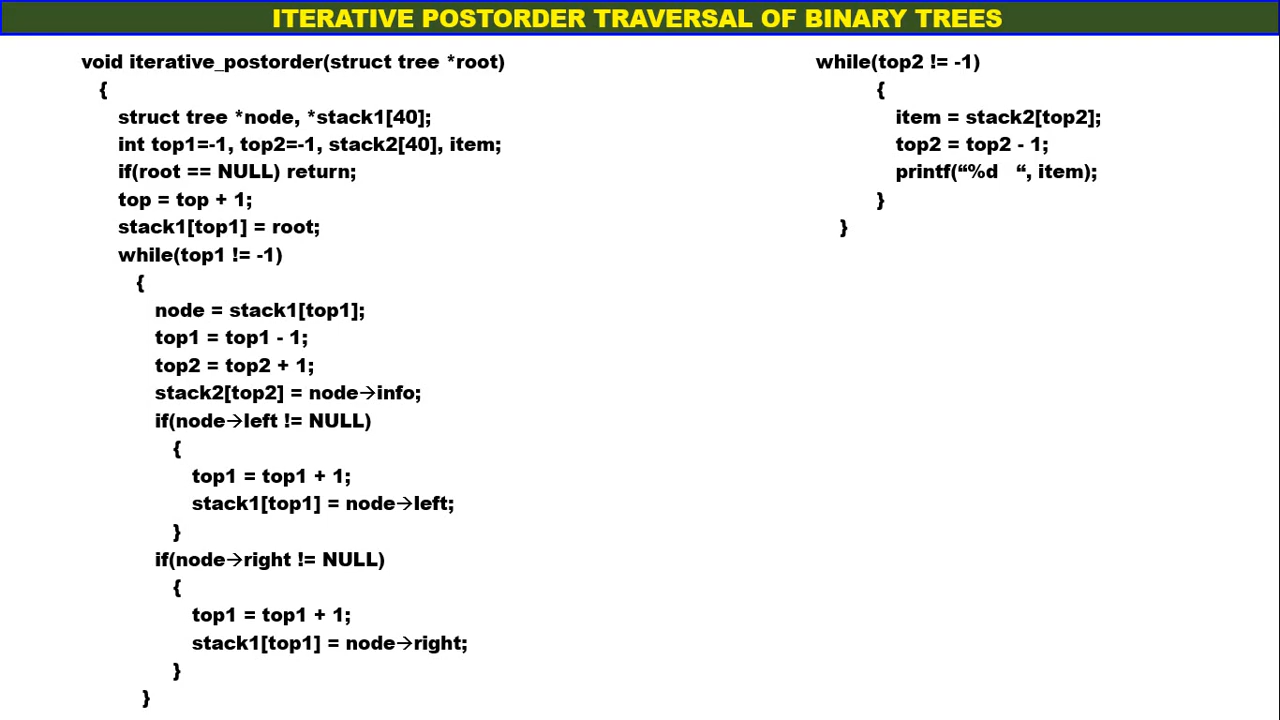 ITERATIVE POSTORDER TRAVERSAL OF BINARY TREES
void iterative_postorder(struct tree *root)
{
struct tree *node, *stack1[40];
int top1=-1, top2=-1, stack2[40], item;
if(root == NULL) return;
top = top + 1;
stack1[top1] = root;
while(top1 != -1)
{
node = stack1[top1];
top1 = top1 - 1;
top2 = top2 + 1;
stack2[top2] = node→info;
if(node→left != NULL)
{
top1 = top1 + 1;
stack1[top1] = node→left;
}
if(node→right != NULL)
{
top1 = top1 + 1;
stack1[top1] = node→right;
}
}
while(top2 != -1)
{
item = stack2[top2];
top2 = top2 - 1;
printf(“%d   “, item);
}
}